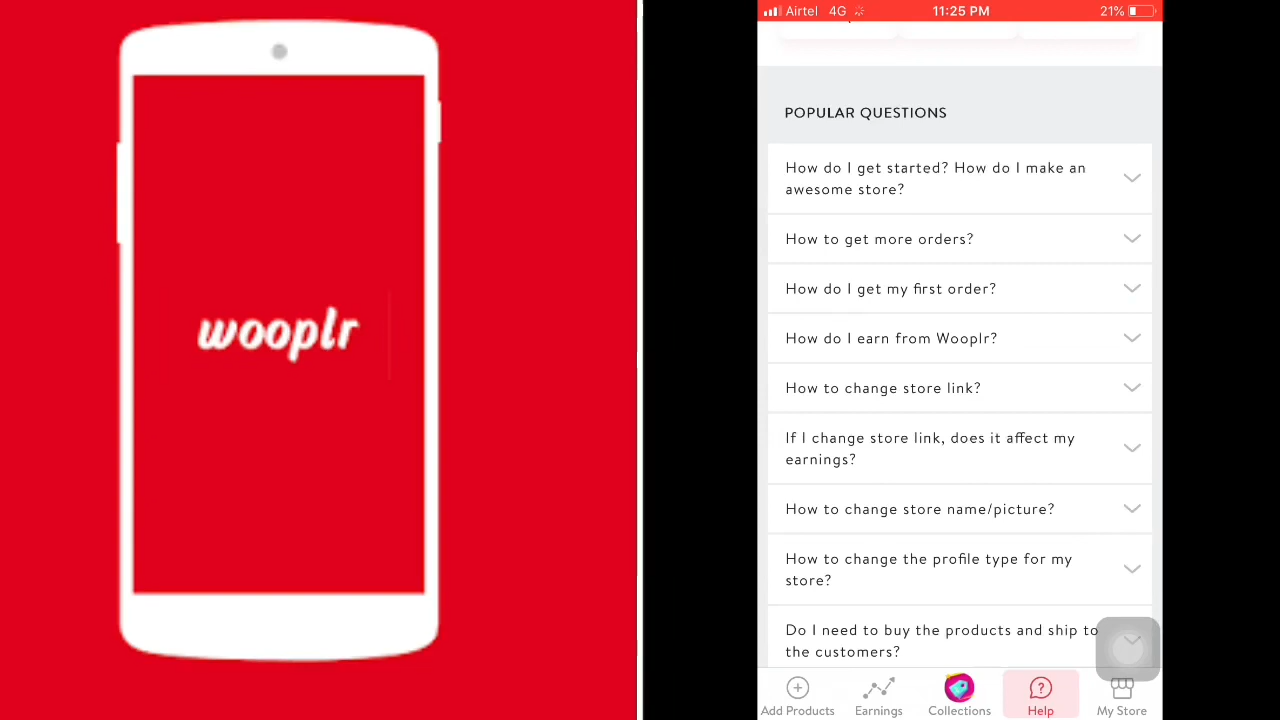 wooplr
Airtel 4G 11:25 PM 21%
POPULAR QUESTIONS
How do I get started? How do I make an
awesome store?
How to get more orders?
How do I get my first order?
How do I earn from Wooplr?
How to change store link?
If I change store link, does it affect my
earnings?
How to change store name/picture?
How to change the profile type for my
store?
Do I need to buy the products and ship to
the customers?
Add Products Earnings Collections Help My Store